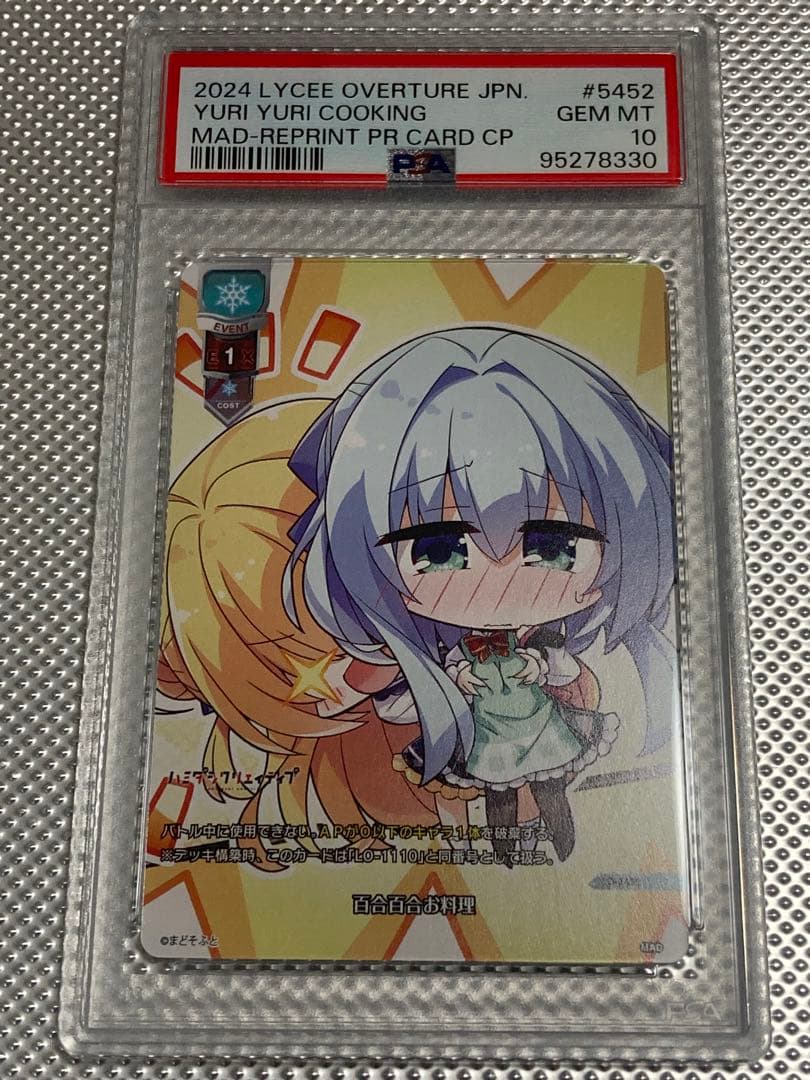 2024 LYCEE OVERTURE JPN. #5452
YURI YURI COOKING GEM MT
MAD-REPRINT PR CARD CP 10
PSA 95278330
EVENT
E 1 X
COST
ハミダシクリエイティブ
バトル中に使用できない。APが0以下のキャラ1体を破棄する。
※デッキ構築時、このカードは「LO-1110」と同番号として扱う。
百合百合お料理
©まどそふと MAD
PSA